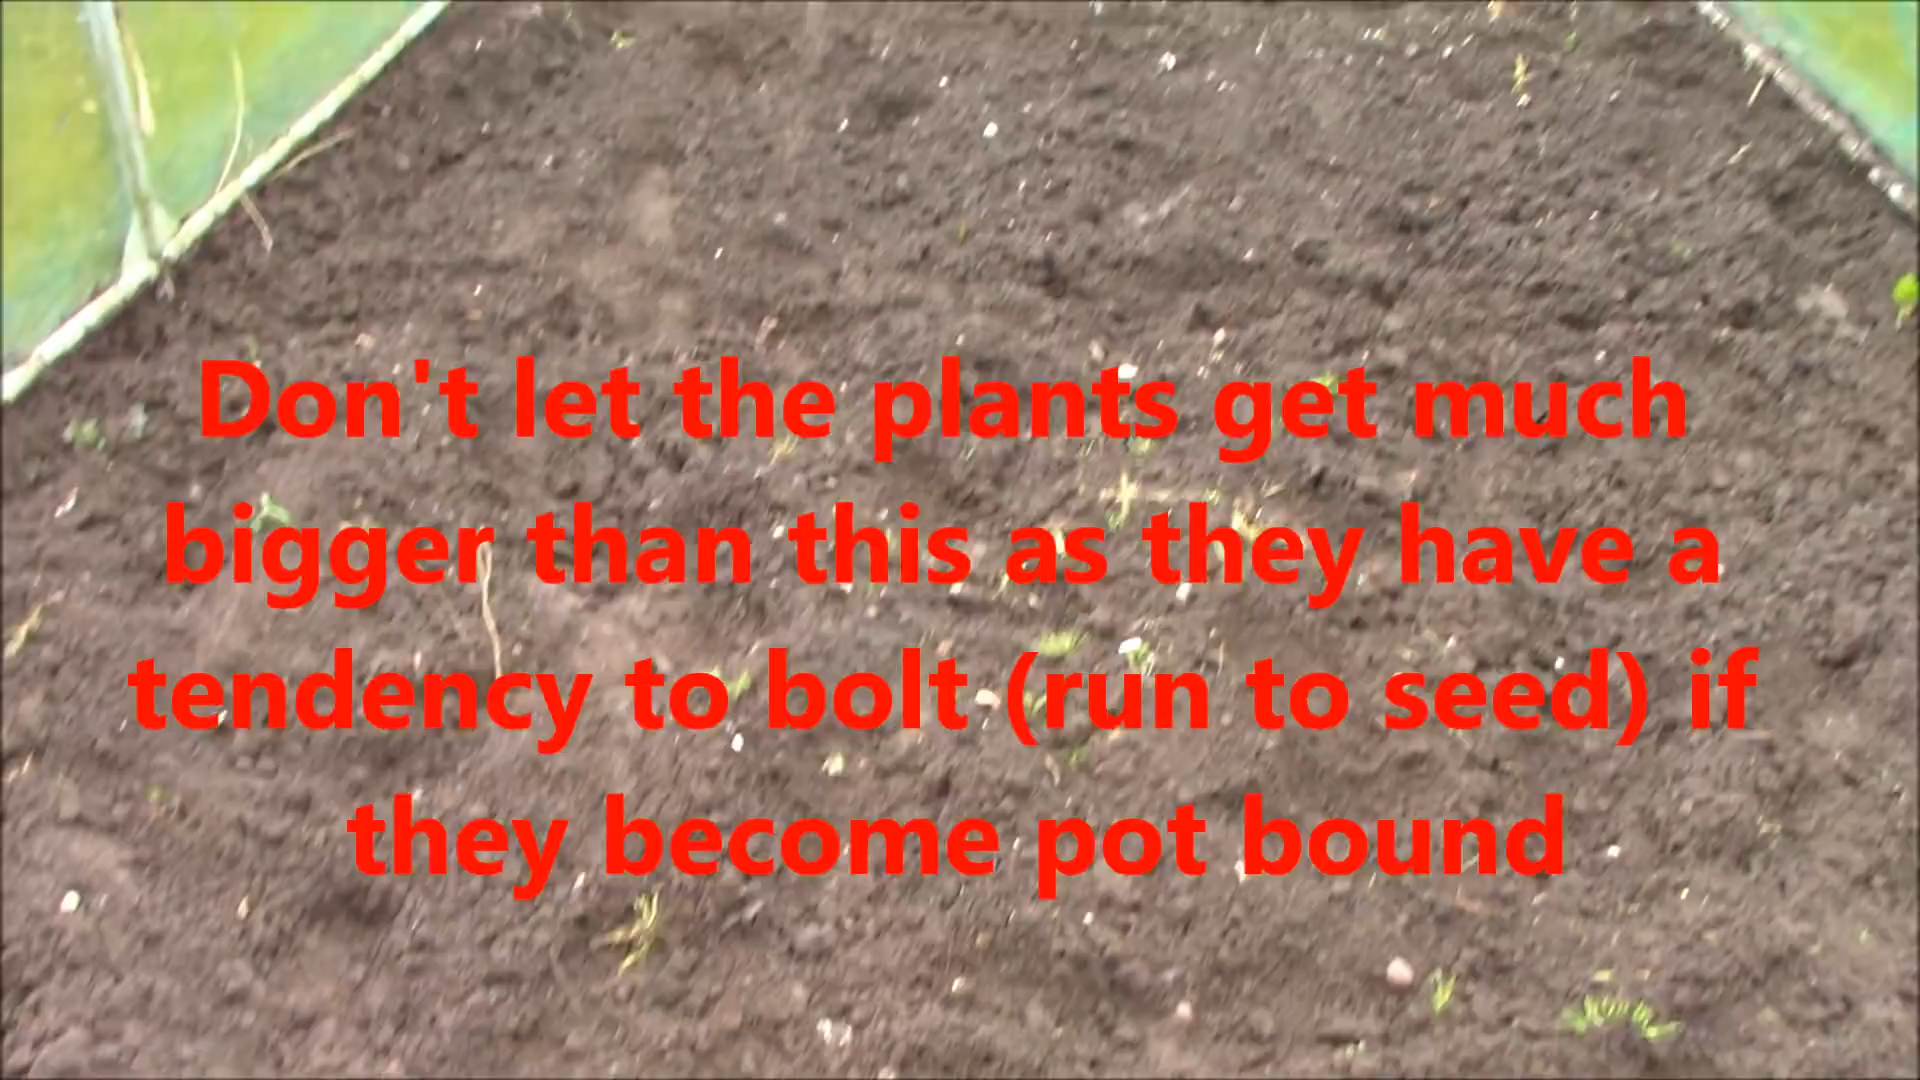 Don't let the plants get much
bigger than this as they have a
tendency to bolt (run to seed) if
they become pot bound